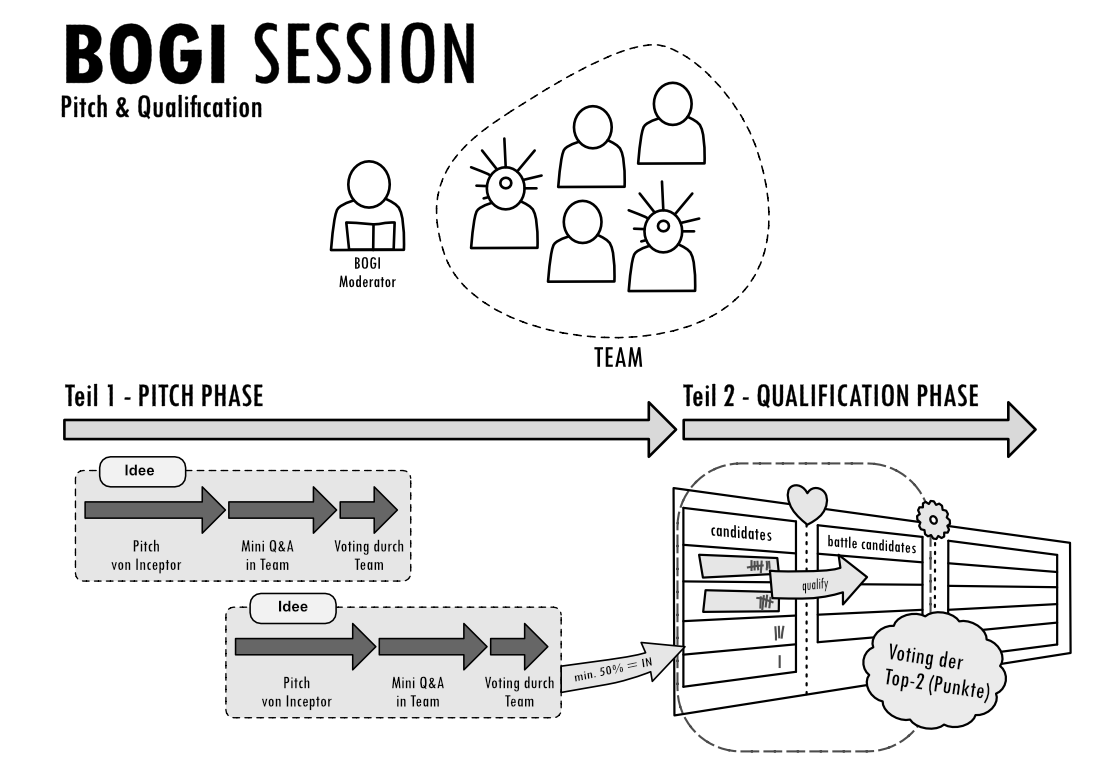 BOGI SESSION
Pitch & Qualification
BOGI
Moderator
TEAM
Teil 1 - PITCH PHASE
Teil 2 - QUALIFICATION PHASE
Idee
Pitch
von Inceptor
Mini Q&A
in Team
Voting durch
Team
Idee
Pitch
von Inceptor
Mini Q&A
in Team
Voting durch
Team
min. 50% = IN
candidates
battle candidates
qualify
Voting der
Top-2 (Punkte)